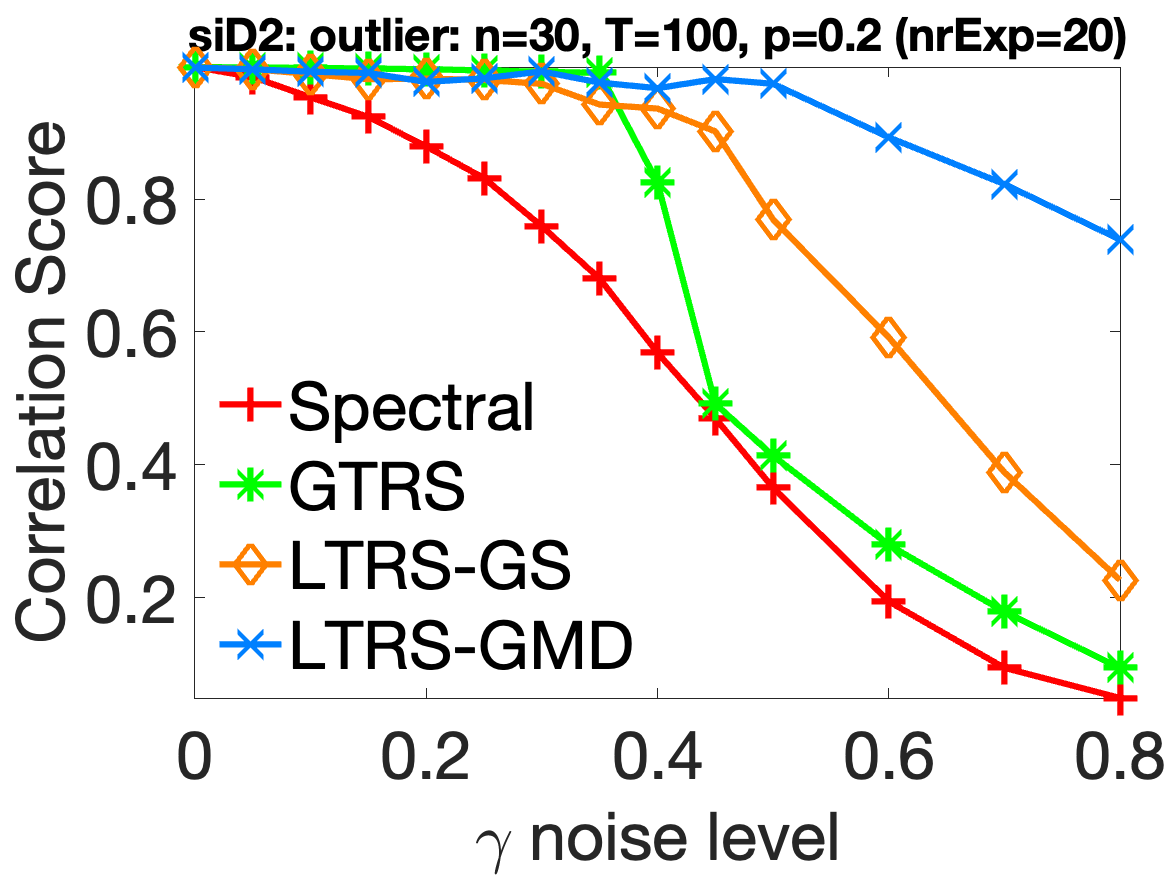 siD2: outlier: n=30, T=100, p=0.2 (nrExp=20)
Correlation Score
0.8
0.6
0.4
0.2
Spectral
GTRS
LTRS-GS
LTRS-GMD
0 0.2 0.4 0.6 0.8
γ noise level